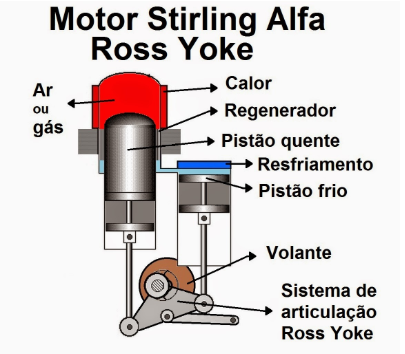 Motor Stirling Alfa
Ross Yoke
Ar
ou
gás
Calor
Regenerador
Pistão quente
Resfriamento
Pistão frio
Volante
Sistema de
articulação
Ross Yoke